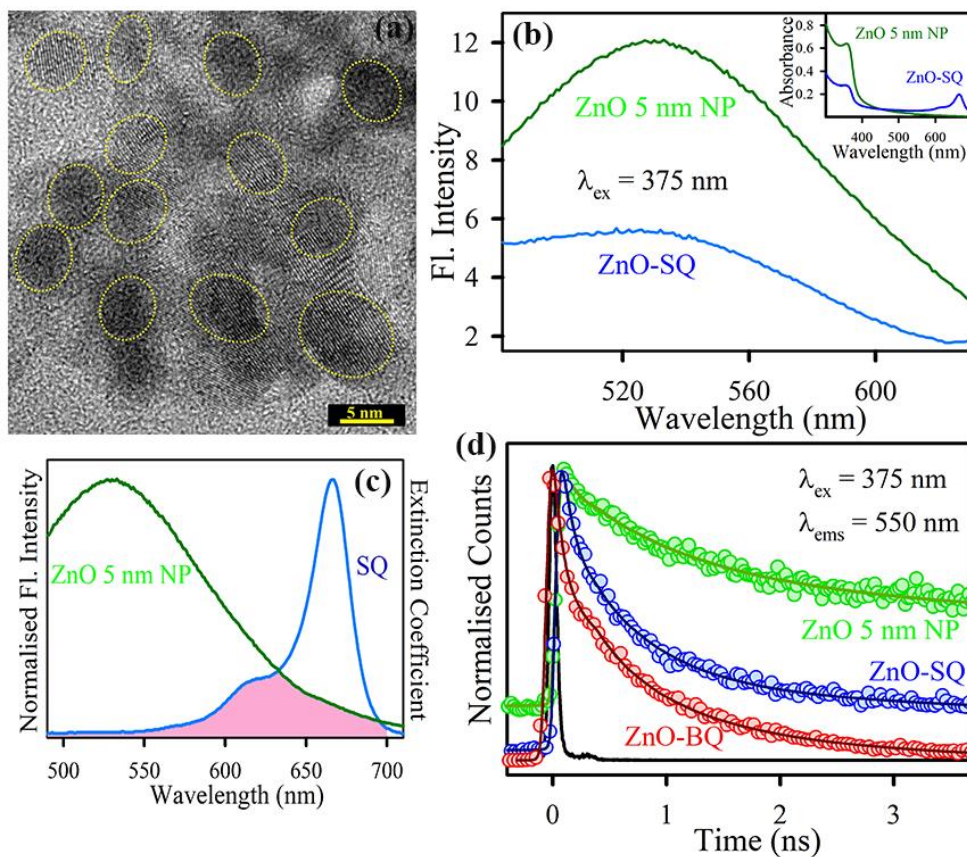 (a)
5 nm
(b)
Fl. Intensity
12
10
8
6
4
2
ZnO 5 nm NP
λex = 375 nm
ZnO-SQ
520
560
600
Wavelength (nm)
Absorbance
0.8
0.6
0.4
0.2
ZnO 5 nm NP
ZnO-SQ
400
500
600
Wavelength (nm)
(c)
Normalised Fl. Intensity
Extinction Coefficient
ZnO 5 nm NP
SQ
500
550
600
650
700
Wavelength (nm)
(d)
Normalised Counts
λex = 375 nm
λems = 550 nm
ZnO 5 nm NP
ZnO-SQ
ZnO-BQ
0
1
2
3
Time (ns)